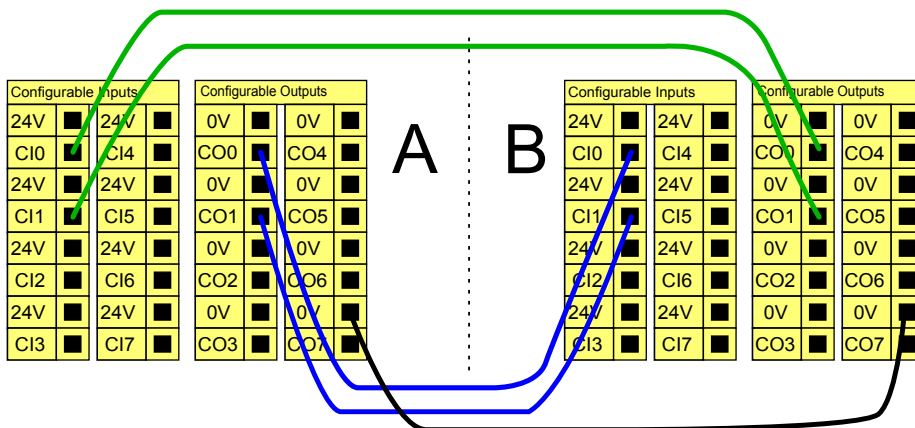 A B
Configurable Inputs Configurable Outputs Configurable Inputs Configurable Outputs
24V 24V 0V 0V 24V 24V 0V 0V
CI0 CI4 CO0 CO4 CI0 CI4 CO0 CO4
24V 24V 0V 0V 24V 24V 0V 0V
CI1 CI5 CO1 CO5 CI1 CI5 CO1 CO5
24V 24V 0V 0V 24V 24V 0V 0V
CI2 CI6 CO2 CO6 CI2 CI6 CO2 CO6
24V 24V 0V 0V 24V 24V 0V 0V
CI3 CI7 CO3 CO7 CI3 CI7 CO3 CO7